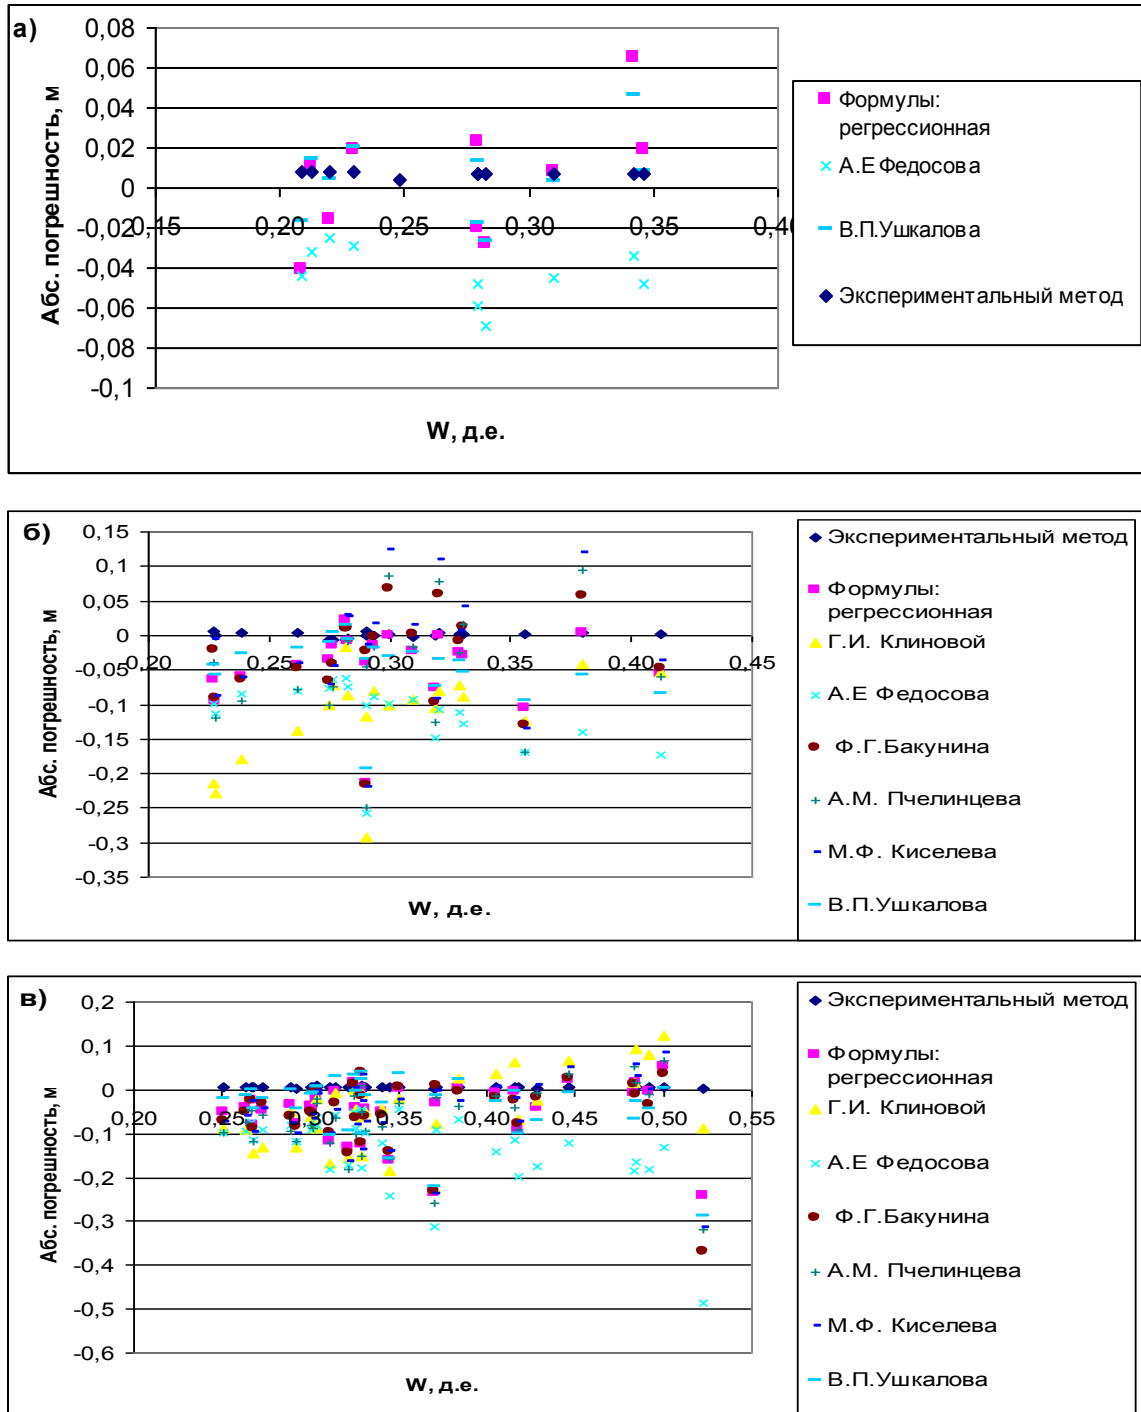 а)
0,08
0,06
0,04
0,02
0
-0,02
-0,04
-0,06
-0,08
-0,1
0,15
0,20
0,25
0,30
0,35
0,40
Абс. погрешность, м
W, д.е.
Формулы:
регрессионная
А.Е Федосова
В.П.Ушкалова
Экспериментальный метод
б)
0,15
0,1
0,05
0
-0,05
-0,1
-0,15
-0,2
-0,25
-0,3
-0,35
0,20
0,25
0,30
0,35
0,40
0,45
Абс. погрешность, м
W, д.е.
Экспериментальный метод
Формулы:
регрессионная
Г.И. Клиновой
А.Е Федосова
Ф.Г.Бакунина
А.М. Пчелинцева
М.Ф. Киселева
В.П.Ушкалова
в)
0,2
0,1
0
-0,1
-0,2
-0,3
-0,4
-0,5
-0,6
0,20
0,25
0,30
0,35
0,40
0,45
0,50
0,55
Абс. погрешность, м
W, д.е.
Экспериментальный метод
Формулы:
регрессионная
Г.И. Клиновой
А.Е Федосова
Ф.Г.Бакунина
А.М. Пчелинцева
М.Ф. Киселева
В.П.Ушкалова